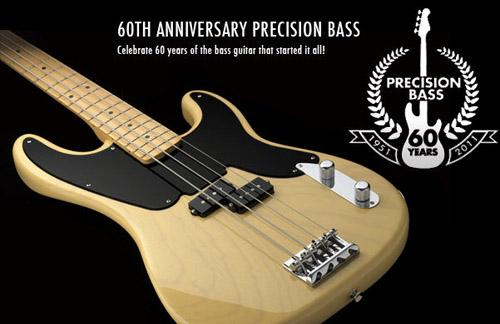 60TH ANNIVERSARY PRECISION BASS
Celebrate 60 years of the bass guitar that started it all!
PRECISION
BASS
60
YEARS
1951 2011